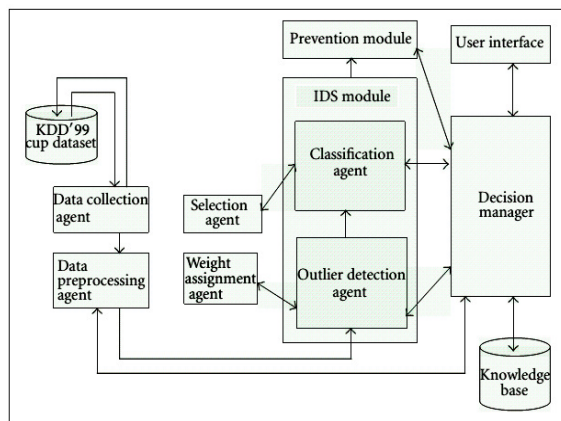 Prevention module
User interface
IDS module
KDD'99
cup dataset
Classification
agent
Data collection
agent
Selection
agent
Decision
manager
Data
preprocessing
agent
Weight
assignment
agent
Outlier detection
agent
Knowledge
base